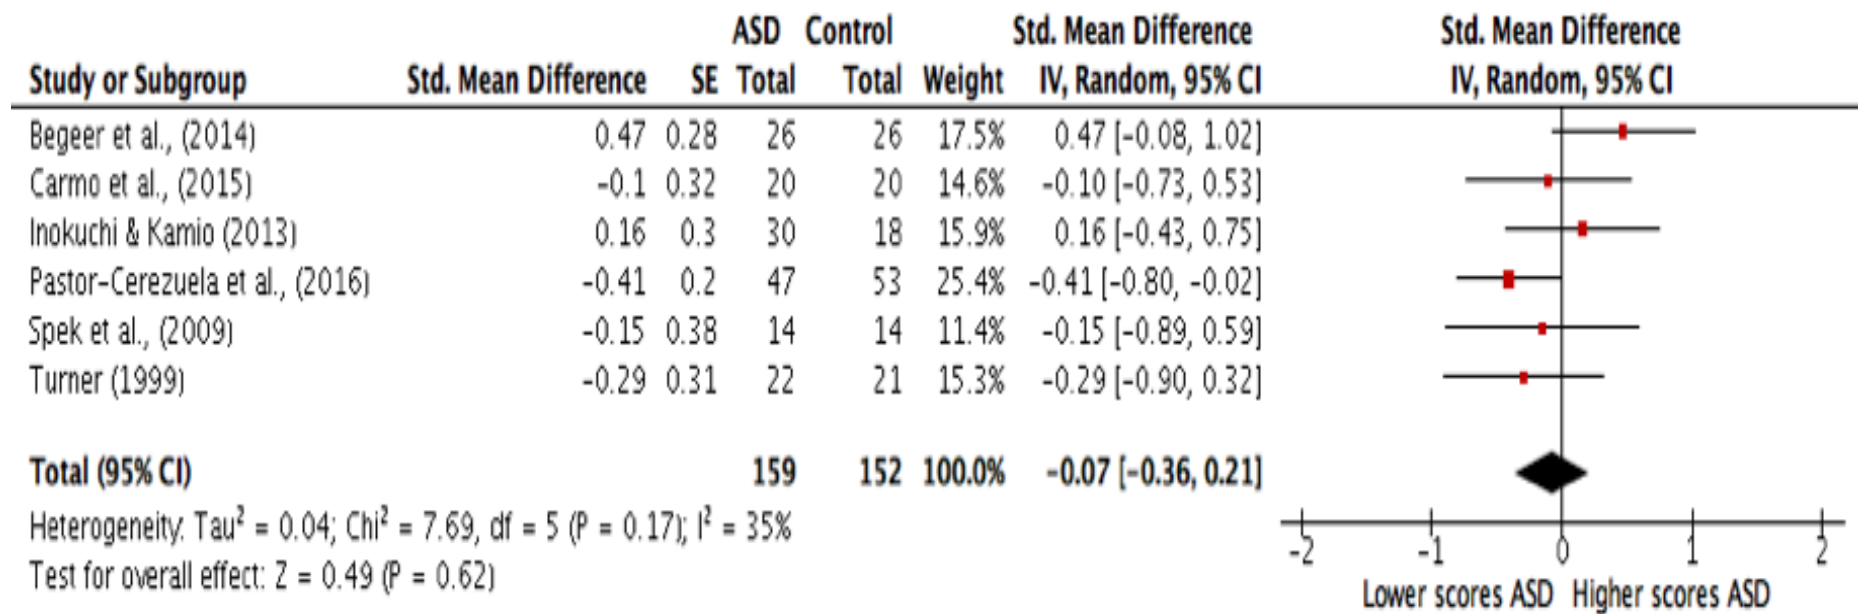 ASD Control Std. Mean Difference Std. Mean Difference
Study or Subgroup Std. Mean Difference SE Total Total Weight IV, Random, 95% CI IV, Random, 95% CI
Begeer et al., (2014) 0.47 0.28 26 26 17.5% 0.47 [-0.08, 1.02]
Carmo et al., (2015) -0.1 0.32 20 20 14.6% -0.10 [-0.73, 0.53]
Inokuchi & Kamio (2013) 0.16 0.3 30 18 15.9% 0.16 [-0.43, 0.75]
Pastor-Cerezuela et al., (2016) -0.41 0.2 47 53 25.4% -0.41 [-0.80, -0.02]
Spek et al., (2009) -0.15 0.38 14 14 11.4% -0.15 [-0.89, 0.59]
Turner (1999) -0.29 0.31 22 21 15.3% -0.29 [-0.90, 0.32]
Total (95% CI) 159 152 100.0% -0.07 [-0.36, 0.21]
Heterogeneity: Tau² = 0.04; Chi² = 7.69, df = 5 (P = 0.17); I² = 35%
Test for overall effect: Z = 0.49 (P = 0.62)
-2 -1 0 1 2
Lower scores ASD Higher scores ASD